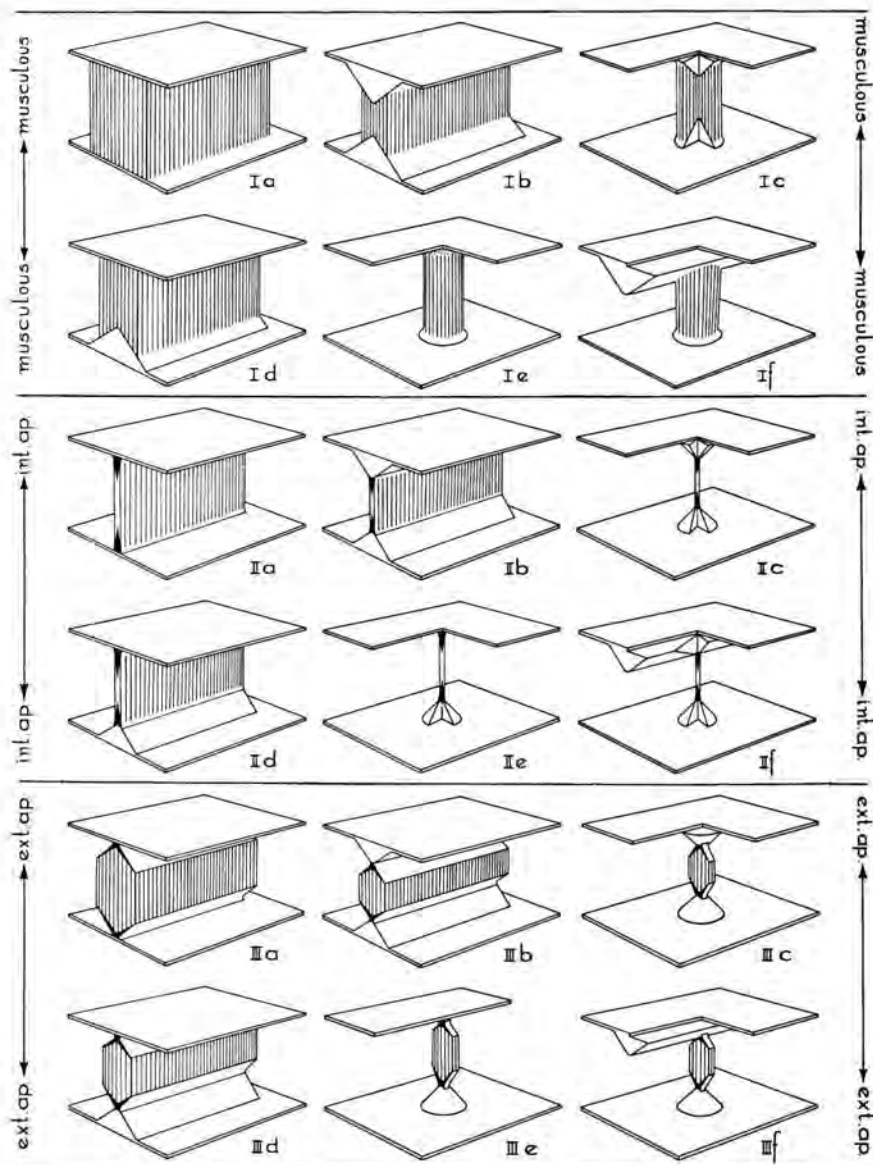 musculous
musculous
Ia
Ib
Ic
musculous
musculous
Id
Ie
If
int.ap.
int.ap.
IIa
IIb
IIc
int.ap.
int.ap.
IId
IIe
IIf
ext.ap.
ext.ap.
IIIa
IIIb
IIIc
ext.ap.
ext.ap.
IIId
IIIe
IIIf